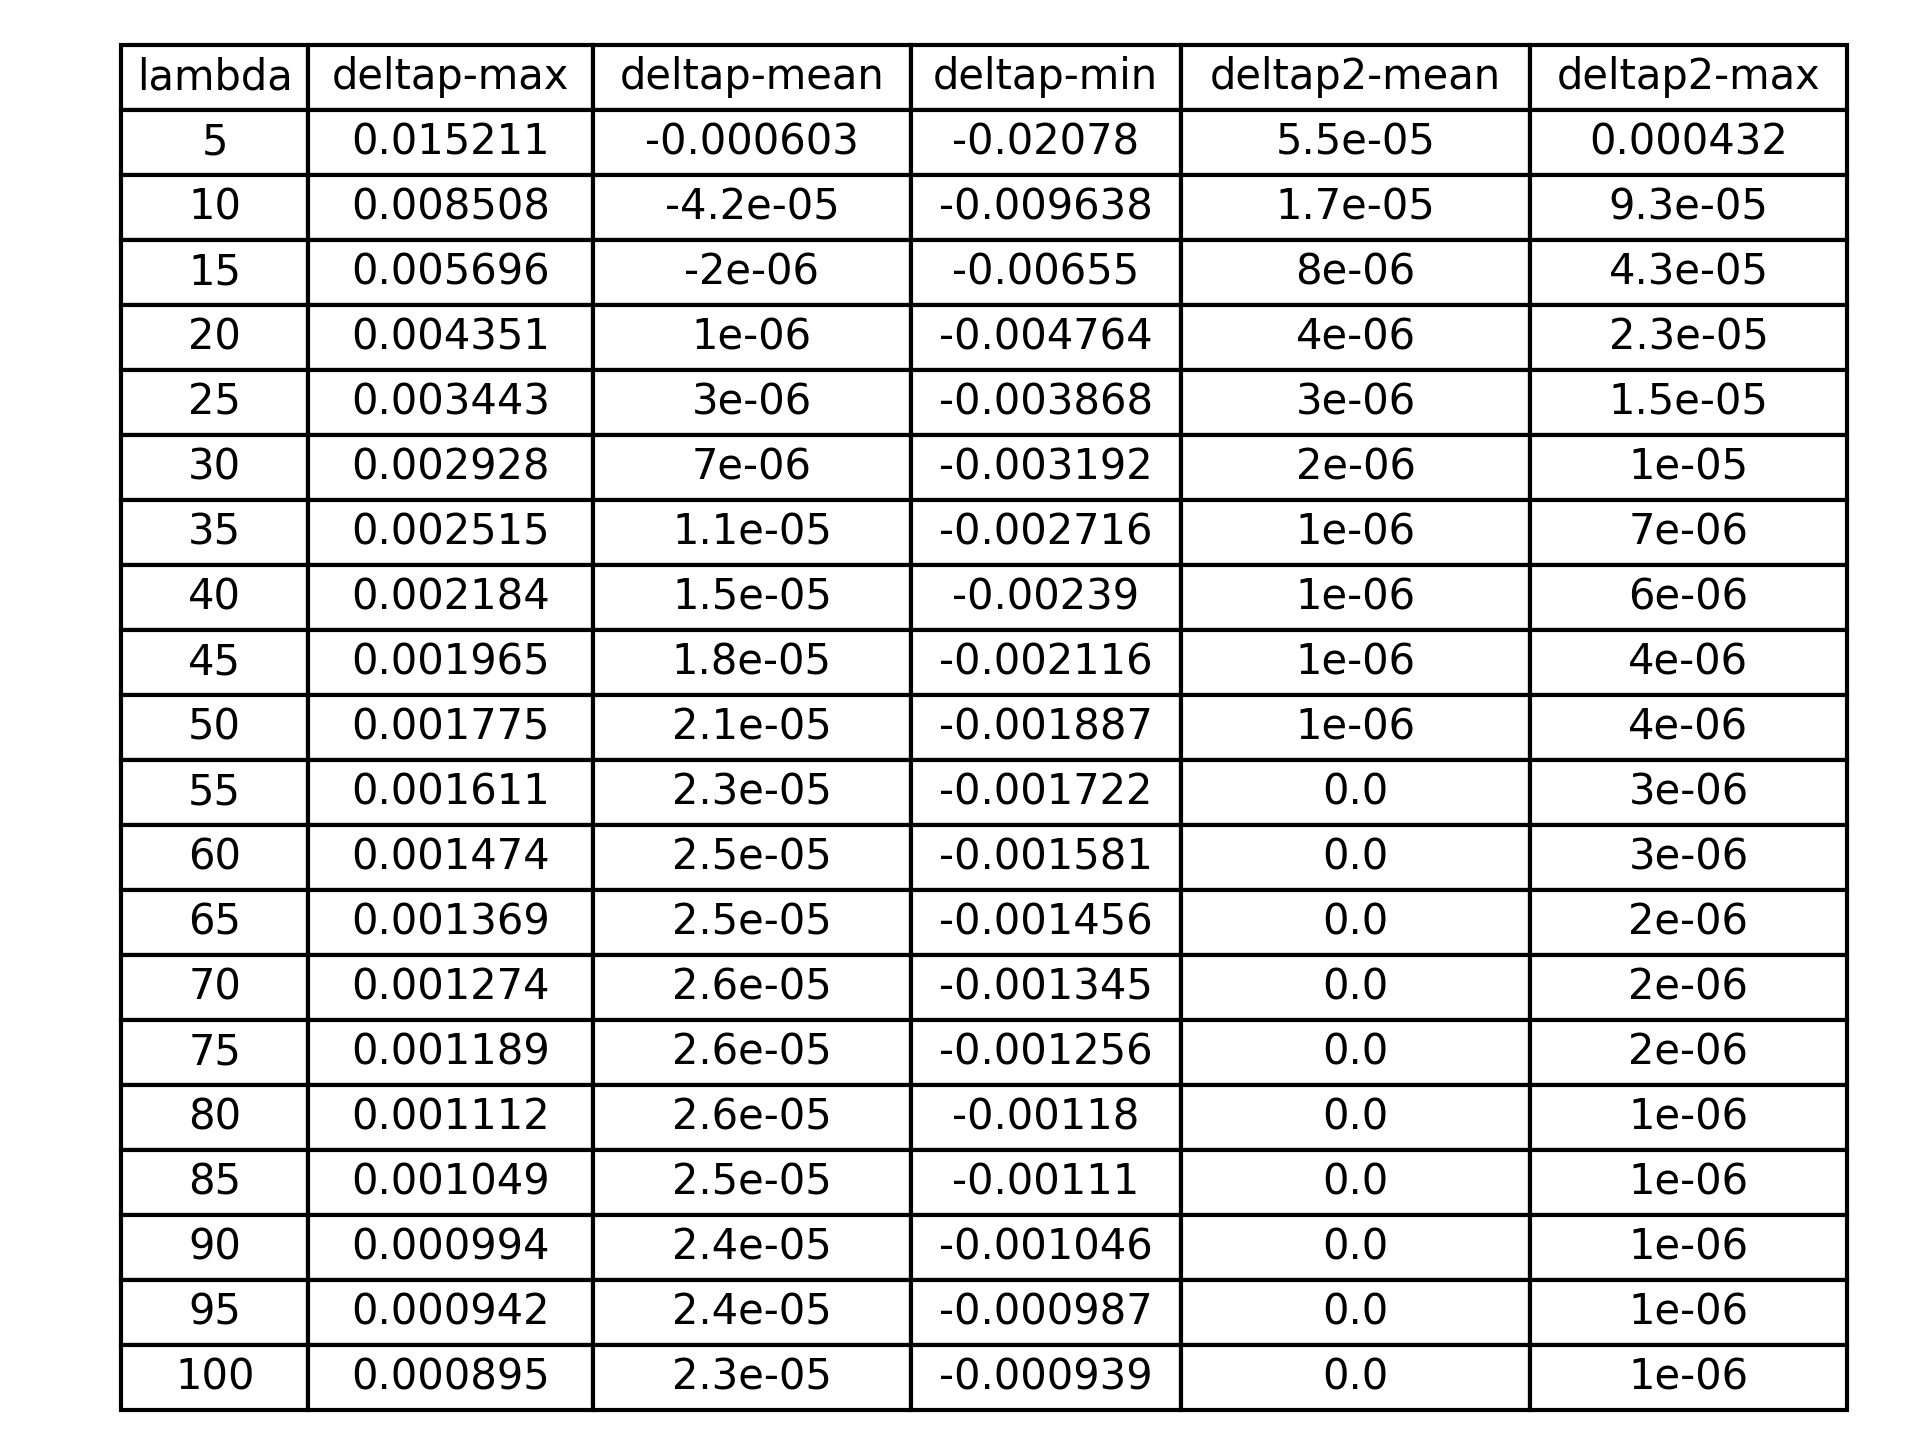 lambda deltap-max deltap-mean deltap-min deltap2-mean deltap2-max
5 0.015211 -0.000603 -0.02078 5.5e-05 0.000432
10 0.008508 -4.2e-05 -0.009638 1.7e-05 9.3e-05
15 0.005696 -2e-06 -0.00655 8e-06 4.3e-05
20 0.004351 1e-06 -0.004764 4e-06 2.3e-05
25 0.003443 3e-06 -0.003868 3e-06 1.5e-05
30 0.002928 7e-06 -0.003192 2e-06 1e-05
35 0.002515 1.1e-05 -0.002716 1e-06 7e-06
40 0.002184 1.5e-05 -0.00239 1e-06 6e-06
45 0.001965 1.8e-05 -0.002116 1e-06 4e-06
50 0.001775 2.1e-05 -0.001887 1e-06 4e-06
55 0.001611 2.3e-05 -0.001722 0.0 3e-06
60 0.001474 2.5e-05 -0.001581 0.0 3e-06
65 0.001369 2.5e-05 -0.001456 0.0 2e-06
70 0.001274 2.6e-05 -0.001345 0.0 2e-06
75 0.001189 2.6e-05 -0.001256 0.0 2e-06
80 0.001112 2.6e-05 -0.00118 0.0 1e-06
85 0.001049 2.5e-05 -0.00111 0.0 1e-06
90 0.000994 2.4e-05 -0.001046 0.0 1e-06
95 0.000942 2.4e-05 -0.000987 0.0 1e-06
100 0.000895 2.3e-05 -0.000939 0.0 1e-06